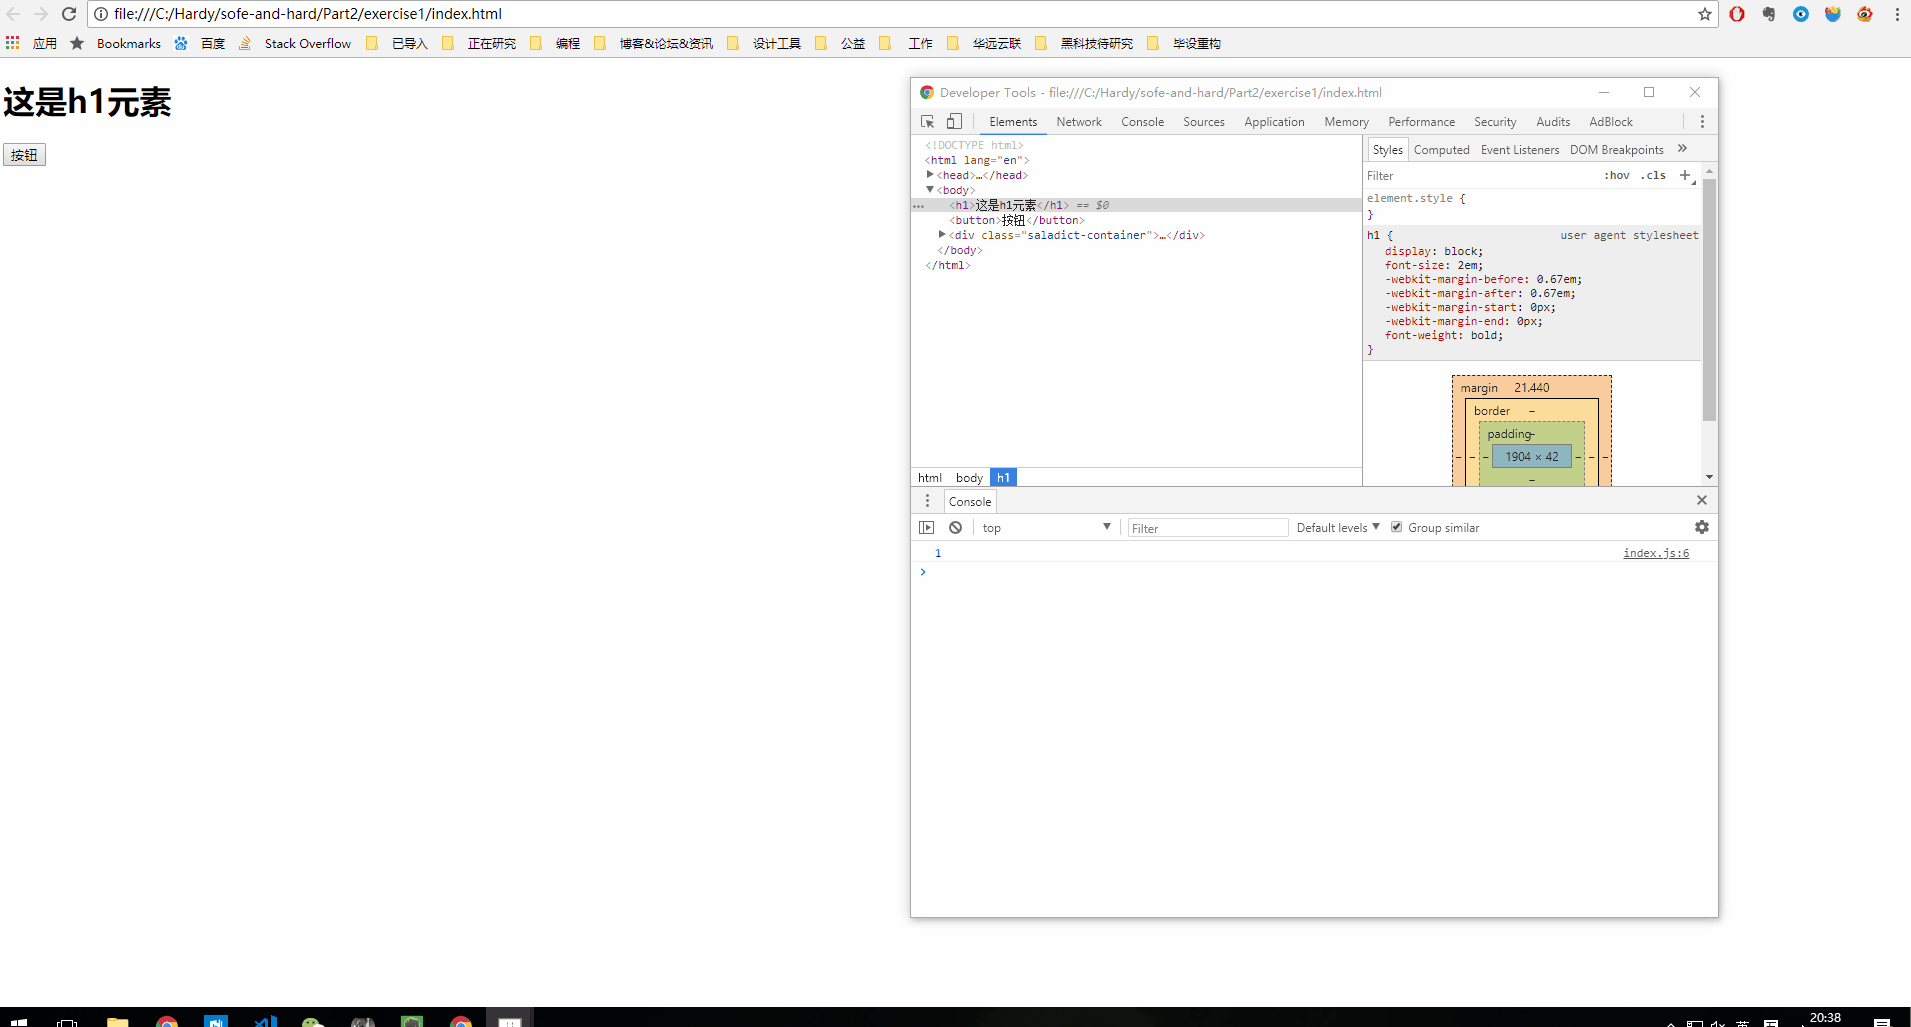 file:///C:/Hardy/sofe-and-hard/Part2/exercise1/index.html
应用 Bookmarks 百度 Stack Overflow 已导入 正在研究 编程 博客&论坛&资讯 设计工具 公益 工作 华远云联 黑科技待研究 毕设重构
这是h1元素
按钮
Developer Tools - file:///C:/Hardy/sofe-and-hard/Part2/exercise1/index.html
Elements Network Console Sources Application Memory Performance Security Audits AdBlock
<!DOCTYPE html>
<html lang="en">
<head>…</head>
<body>
<h1>这是h1元素</h1> == $0
<button>按钮</button>
<div class="saladict-container">…</div>
</body>
</html>
html body h1
Styles Computed Event Listeners DOM Breakpoints »
Filter :hov .cls +
element.style {
}
h1 { user agent stylesheet
display: block;
font-size: 2em;
-webkit-margin-before: 0.67em;
-webkit-margin-after: 0.67em;
-webkit-margin-start: 0px;
-webkit-margin-end: 0px;
font-weight: bold;
}
margin 21.440
border –
padding –
– – – 1904 × 42 – – –
–
Console
top Filter Default levels Group similar
1 index.js:6
>
英 20:38